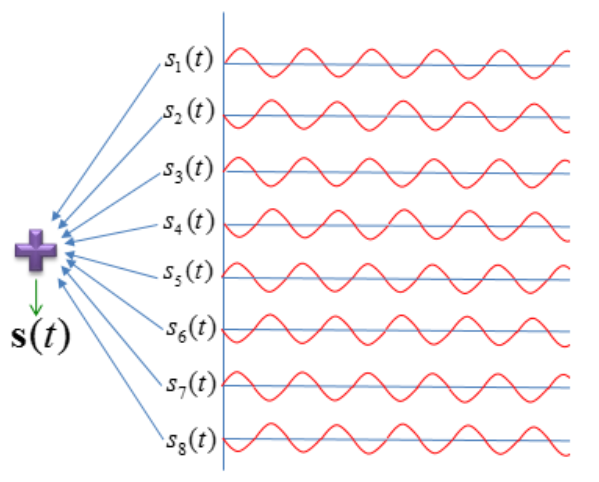 s₁(t)
s₂(t)
s₃(t)
s₄(t)
s₅(t)
s₆(t)
s₇(t)
s₈(t)
s(t)